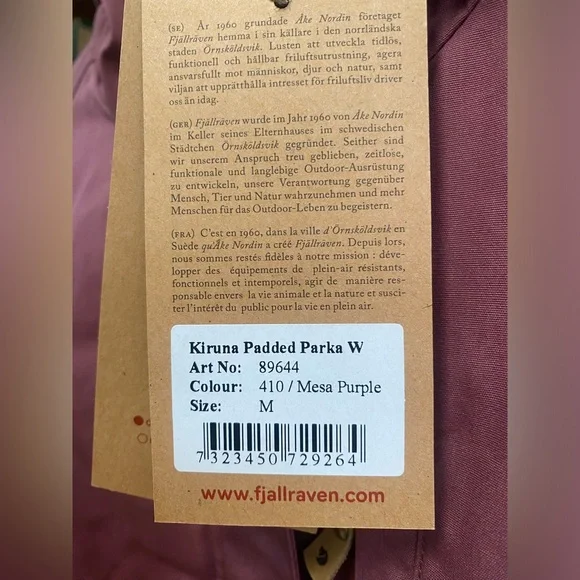 (SE) År 1960 grundade Åke Nordin företaget
Fjällräven hemma i sin källare i den norrländska
staden Örnsköldsvik. Lusten att utveckla tidlös,
funktionell och hållbar friluftsutrustning, agera
ansvarsfullt mot människor, djur och natur, samt
viljan att upprätthålla intresset för friluftsliv driver
oss än idag.
(GER) Fjällräven wurde im Jahr 1960 von Åke Nordin
im Keller seines Elternhauses im schwedischen
Städtchen Örnsköldsvik gegründet. Seither sind
wir unserem Anspruch treu geblieben, zeitlose,
funktionale und langlebige Outdoor-Ausrüstung
zu entwickeln, unsere Verantwortung gegenüber
Mensch, Tier und Natur wahrzunehmen und mehr
Menschen für das Outdoor-Leben zu begeistern.
(FRA) C'est en 1960, dans la ville d'Örnsköldsvik en
Suède qu'Åke Nordin a créé Fjällräven. Depuis lors,
nous sommes restés fidèles à notre mission : déve-
lopper des équipements de plein-air résistants,
fonctionnels et intemporels, agir de manière res-
ponsable envers la vie animale et la nature et susci-
ter l'intérêt du public pour la vie en plein air.
Kiruna Padded Parka W
Art No: 89644
Colour: 410 / Mesa Purple
Size: M
7 323450 729264
www.fjallraven.com